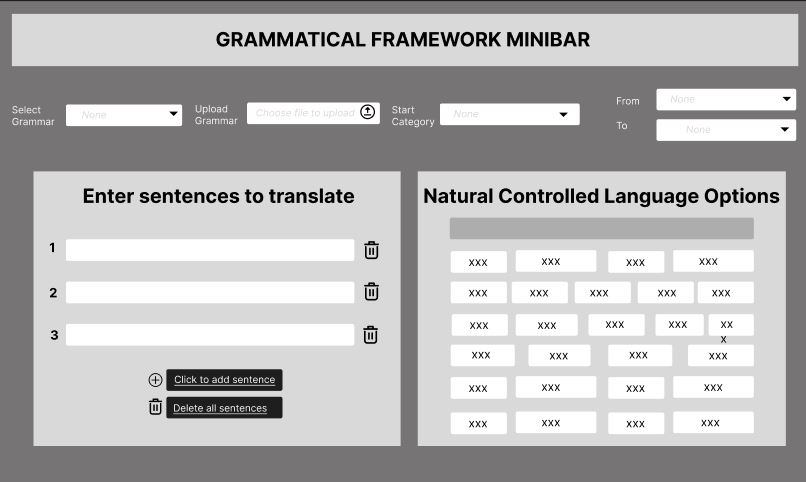 GRAMMATICAL FRAMEWORK MINIBAR
Select
Grammar
None
Upload
Grammar
Choose file to upload
Start
Category
None
From
None
To
None
Enter sentences to translate
1
2
3
Click to add sentence
Delete all sentences
Natural Controlled Language Options
xxx xxx xxx xxx
xxx xxx xxx xxx xxx
xxx xxx xxx xxx xx
x
xxx xxx xxx xxx
xxx xxx xxx xxx
xxx xxx xxx xxx